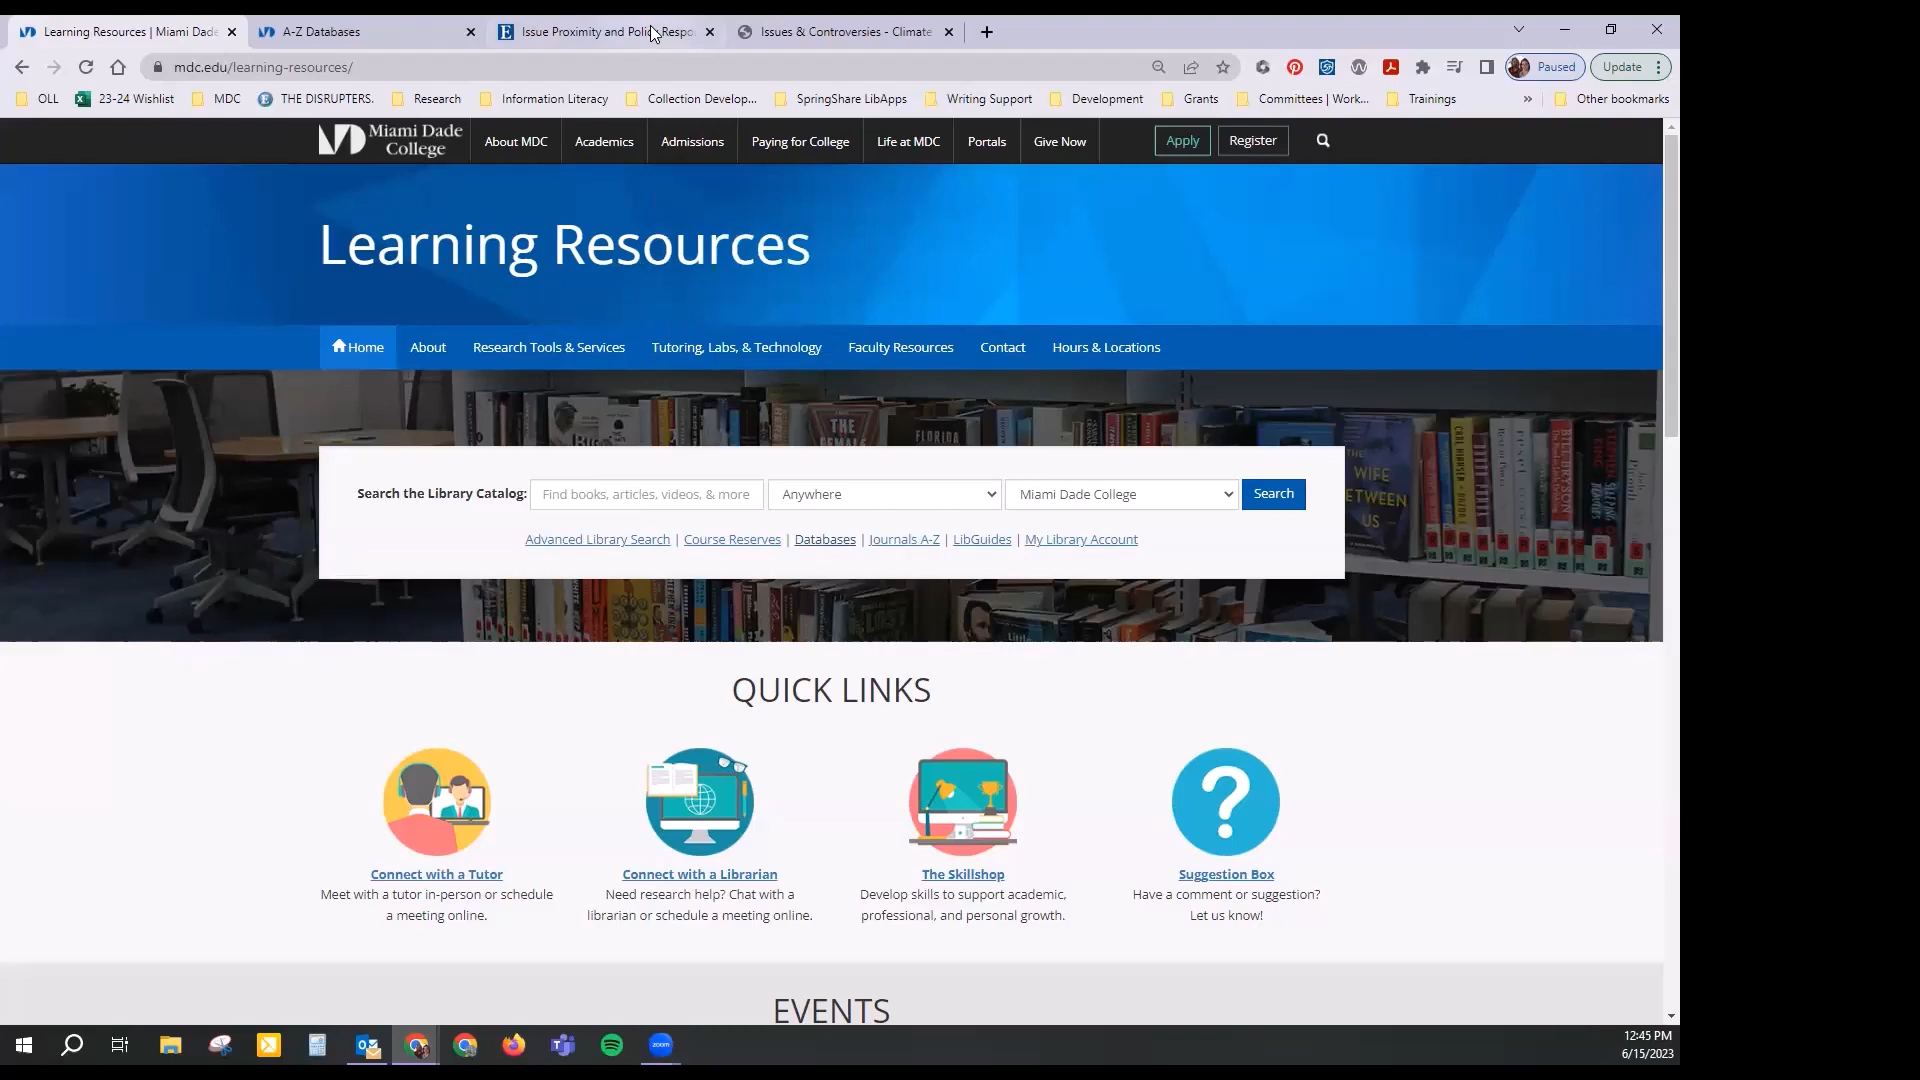 Learning Resources | Miami Dade
A-Z Databases
Issue Proximity and Policy Respo
Issues & Controversies - Climate
mdc.edu/learning-resources/
Paused
Update
OLL
23-24 Wishlist
MDC
THE DISRUPTERS.
Research
Information Literacy
Collection Develop...
SpringShare LibApps
Writing Support
Development
Grants
Committees | Work...
Trainings
»
Other bookmarks
Miami Dade
College
About MDC
Academics
Admissions
Paying for College
Life at MDC
Portals
Give Now
Apply
Register
Learning Resources
Home
About
Research Tools & Services
Tutoring, Labs, & Technology
Faculty Resources
Contact
Hours & Locations
THE
FLORIDA
THE
WIFE
BETWEEN
US
Search the Library Catalog:
Find books, articles, videos, & more
Anywhere
Miami Dade College
Search
Advanced Library Search | Course Reserves | Databases | Journals A-Z | LibGuides | My Library Account
QUICK LINKS
Connect with a Tutor
Meet with a tutor in-person or schedule
a meeting online.
Connect with a Librarian
Need research help? Chat with a
librarian or schedule a meeting online.
The Skillshop
Develop skills to support academic,
professional, and personal growth.
?
Suggestion Box
Have a comment or suggestion?
Let us know!
EVENTS
zoom
12:45 PM
6/15/2023